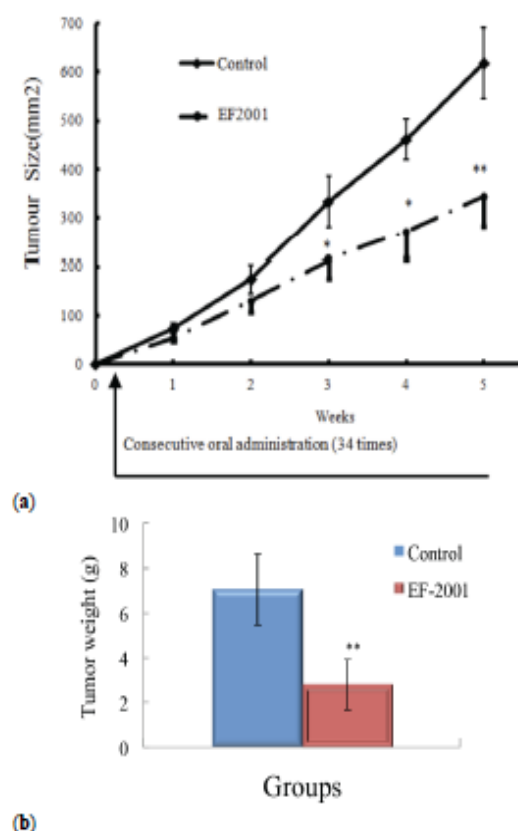 700
600
500
400
300
200
100
0
Tumour Size(mm2)
Control
EF2001
*
*
**
0 1 2 3 4 5
Weeks
Consecutive oral administration (34 times)
(a)
10
8
6
4
2
0
Tumor weight (g)
Control
EF-2001
**
Groups
(b)